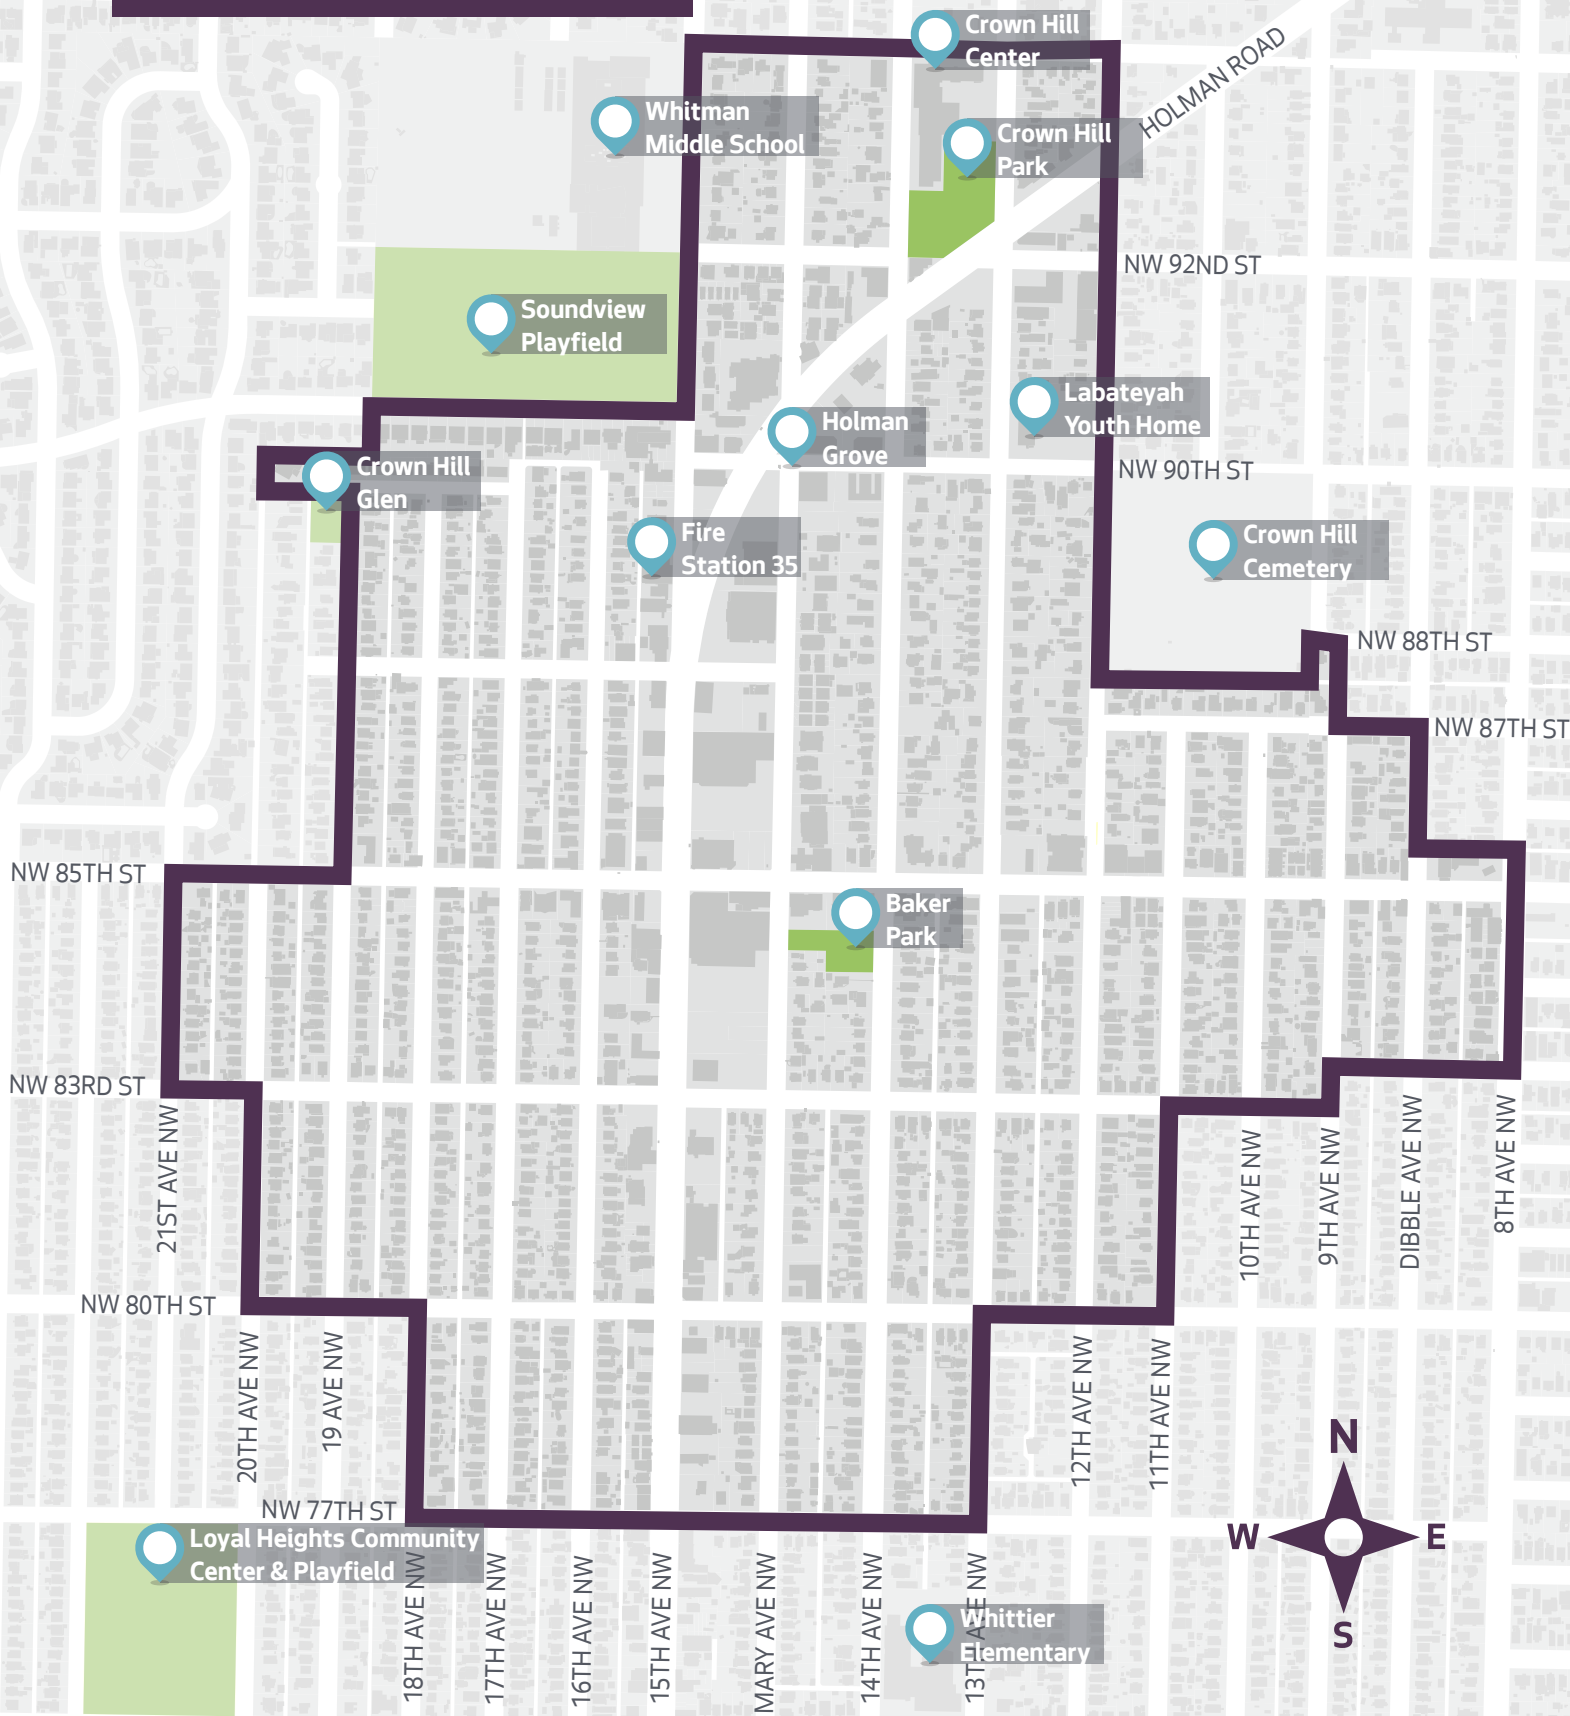 Crown Hill
Center
HOLMAN ROAD
Whitman
Middle School
Crown Hill
Park
NW 92ND ST
Soundview
Playfield
Labateyah
Youth Home
Holman
Grove
Crown Hill
Glen
NW 90TH ST
Fire
Station 35
Crown Hill
Cemetery
NW 88TH ST
NW 87TH ST
NW 85TH ST
Baker
Park
NW 83RD ST
21ST AVE NW
10TH AVE NW
9TH AVE NW
DIBBLE AVE NW
8TH AVE NW
NW 80TH ST
20TH AVE NW
19 AVE NW
12TH AVE NW
11TH AVE NW
NW 77TH ST
Loyal Heights Community
Center & Playfield
18TH AVE NW
17TH AVE NW
16TH AVE NW
15TH AVE NW
MARY AVE NW
14TH AVE NW
13TH AVE NW
Whittier
Elementary
N
W
E
S